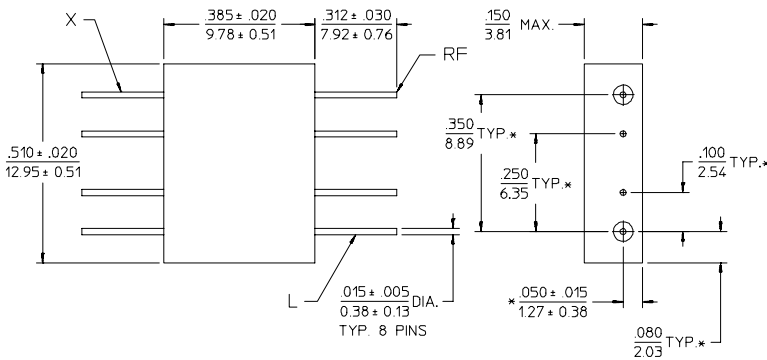 X
.385 ± .020
9.78 ± 0.51
.312 ± .030
7.92 ± 0.76
RF
.150 MAX.
3.81
.510 ± .020
12.95 ± 0.51
.350 TYP.*
8.89
.250 TYP.*
6.35
.100 TYP.*
2.54
L
.015 ± .005 DIA.
0.38 ± 0.13
TYP. 8 PINS
* .050 ± .015
1.27 ± 0.38
.080 TYP.*
2.03